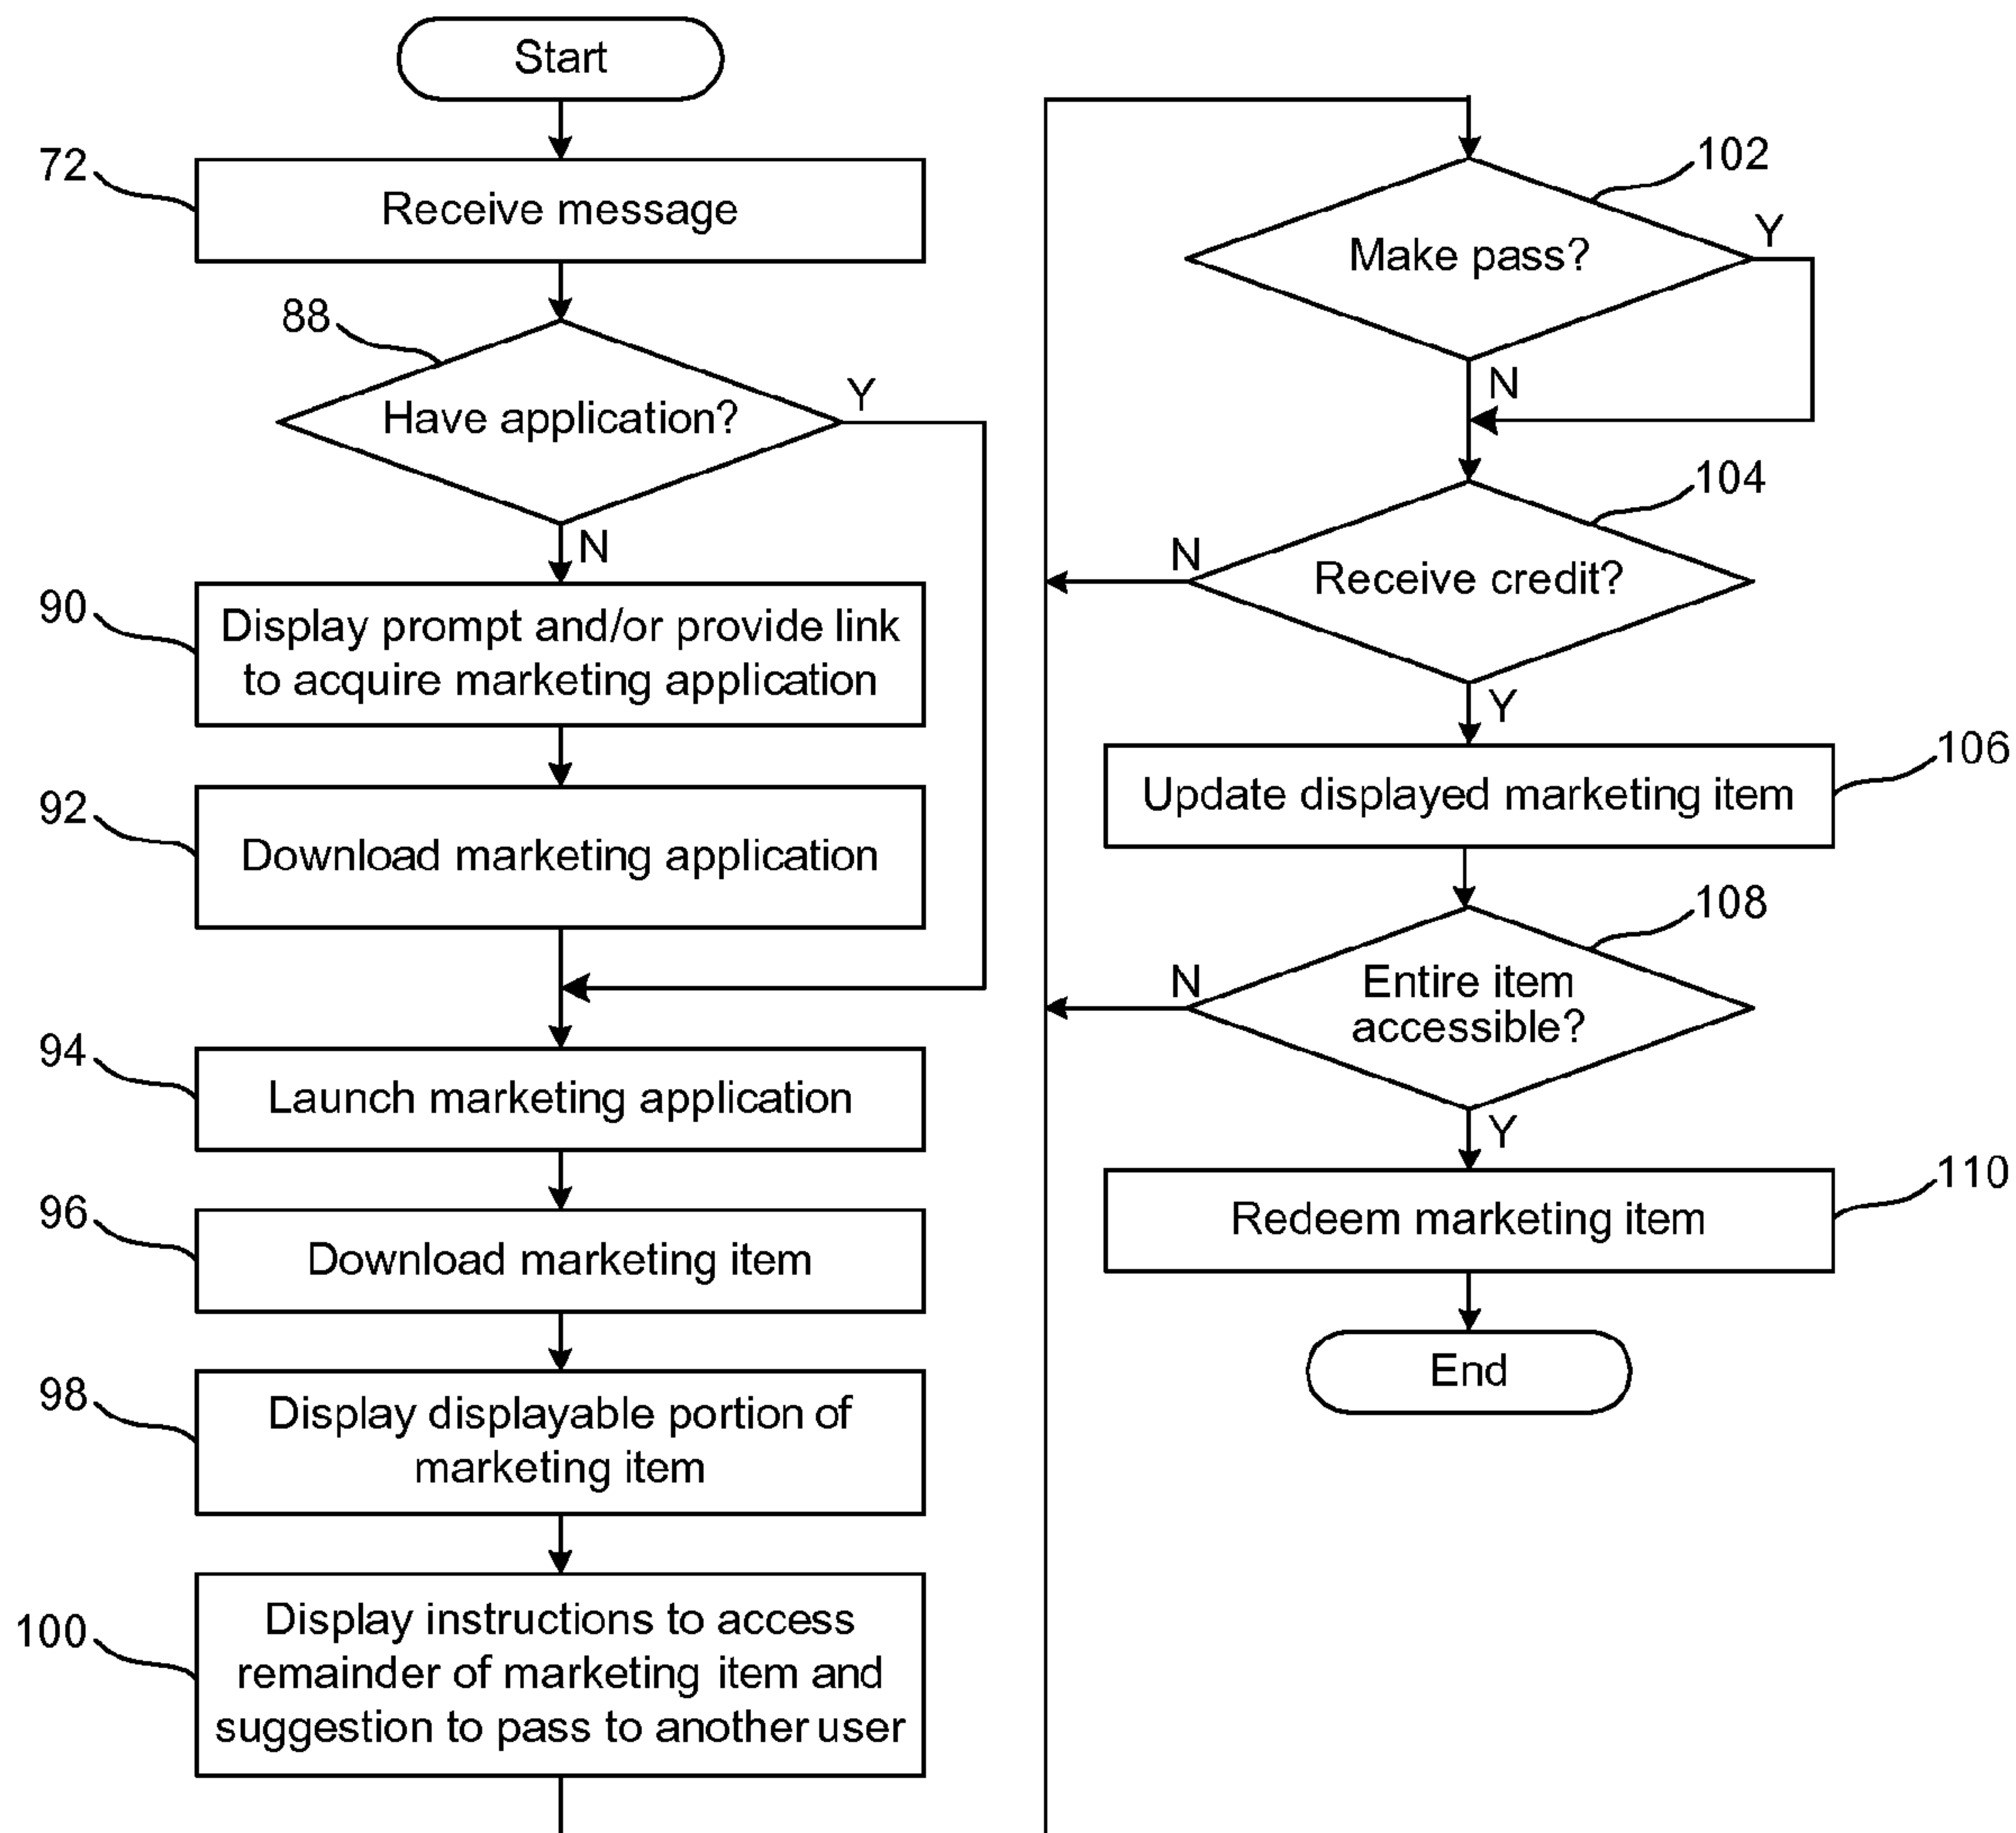 Start
72
Receive message
88
Have application?
Y
N
90
Display prompt and/or provide link
to acquire marketing application
92
Download marketing application
94
Launch marketing application
96
Download marketing item
98
Display displayable portion of
marketing item
100
Display instructions to access
remainder of marketing item and
suggestion to pass to another user
102
Make pass?
Y
N
104
Receive credit?
N
Y
106
Update displayed marketing item
108
Entire item
accessible?
N
Y
110
Redeem marketing item
End